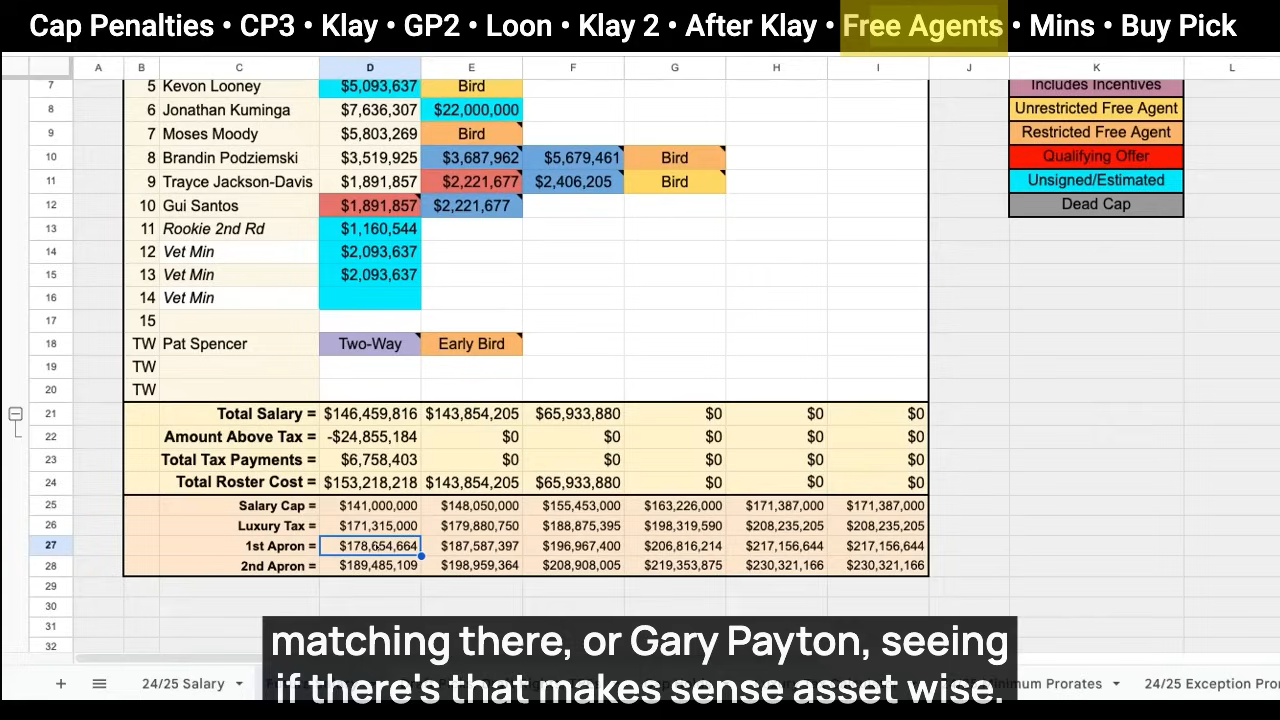 Cap Penalties • CP3 • Klay • GP2 • Loon • Klay 2 • After Klay • Free Agents • Mins • Buy Pick
A B C D E F G H I J K L
7 5 Kevon Looney $5,093,637 Bird Includes Incentives
8 6 Jonathan Kuminga $7,636,307 $22,000,000 Unrestricted Free Agent
9 7 Moses Moody $5,803,269 Bird Restricted Free Agent
10 8 Brandin Podziemski $3,519,925 $3,687,962 $5,679,461 Bird Qualifying Offer
11 9 Trayce Jackson-Davis $1,891,857 $2,221,677 $2,406,205 Bird Unsigned/Estimated
12 10 Gui Santos $1,891,857 $2,221,677 Dead Cap
13 11 Rookie 2nd Rd $1,160,544
14 12 Vet Min $2,093,637
15 13 Vet Min $2,093,637
16 14 Vet Min
17 15
18 TW Pat Spencer Two-Way Early Bird
19 TW
20 TW
21 Total Salary = $146,459,816 $143,854,205 $65,933,880 $0 $0 $0
22 Amount Above Tax = -$24,855,184 $0 $0 $0 $0 $0
23 Total Tax Payments = $6,758,403 $0 $0 $0 $0 $0
24 Total Roster Cost = $153,218,218 $143,854,205 $65,933,880 $0 $0 $0
25 Salary Cap = $141,000,000 $148,050,000 $155,453,000 $163,226,000 $171,387,000 $171,387,000
26 Luxury Tax = $171,315,000 $179,880,750 $188,875,395 $198,319,590 $208,235,205 $208,235,205
27 1st Apron = $178,654,664 $187,587,397 $196,967,400 $206,816,214 $217,156,644 $217,156,644
28 2nd Apron = $189,485,109 $198,959,364 $208,908,005 $219,353,875 $230,321,166 $230,321,166
29
30
31
32
matching there, or Gary Payton, seeing
if there's that makes sense asset wise.
24/25 Salary
nimum Prorates
24/25 Exception Pro